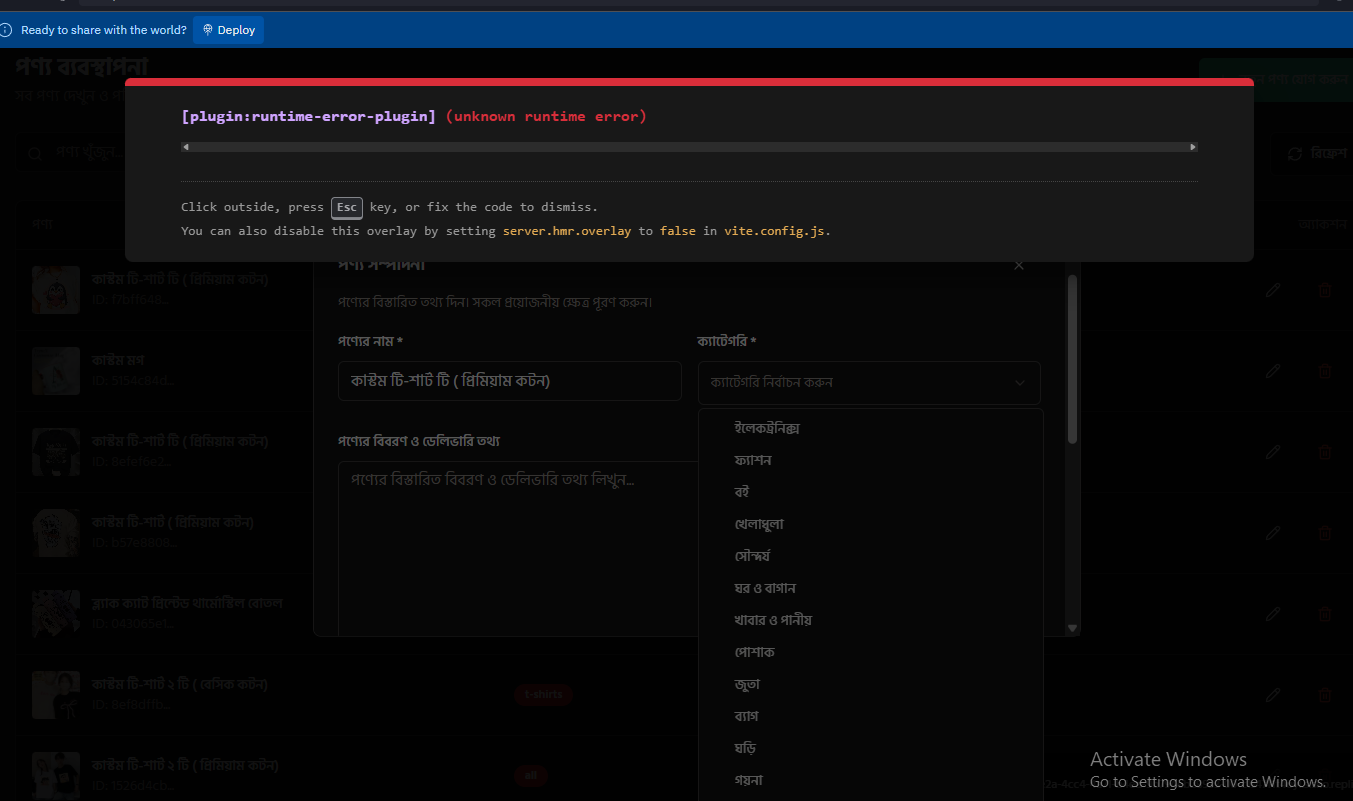 Ready to share with the world? Deploy
পণ্য ব্যবস্থাপনা
[plugin:runtime-error-plugin] (unknown runtime error)
Click outside, press Esc key, or fix the code to dismiss.
You can also disable this overlay by setting server.hmr.overlay to false in vite.config.js.
পণ্য খুঁজুন...
রিফ্রেশ
পণ্য
পণ্য সম্পাদনা
পণ্যের বিস্তারিত তথ্য দিন। সকল প্রয়োজনীয় ক্ষেত্র পূরণ করুন।
পণ্যের নাম *
ক্যাটেগরি *
কাস্টম টি-শার্ট টি ( প্রিমিয়াম কটন)
ক্যাটেগরি নির্বাচন করুন
পণ্যের বিবরণ ও ডেলিভারি তথ্য
পণ্যের বিস্তারিত বিবরণ ও ডেলিভারি তথ্য লিখুন...
ইলেকট্রনিক্স
ফ্যাশন
বই
খেলাধুলা
সৌন্দর্য
ঘর ও বাগান
খাবার ও পানীয়
পোশাক
জুতা
ব্যাগ
ঘড়ি
গয়না
কাস্টম টি-শার্ট টি ( প্রিমিয়াম কটন)
কাস্টম মগ
ID: 5154c84d...
কাস্টম টি-শার্ট টি ( প্রিমিয়াম কটন)
ID: 8efef6e2...
কাস্টম টি-শার্ট ( প্রিমিয়াম কটন)
ID: b57e8808...
ব্ল্যাক ক্যাট প্রিন্টেড থার্মোস্টিল বোতল
ID: 043065e1...
কাস্টম টি-শার্ট ২ টি ( বেসিক কটন)
ID: 8ef8dffb...
t-shirts
কাস্টম টি-শার্ট ২ টি ( প্রিমিয়াম কটন)
ID: 1526d4cb...
all
Activate Windows
Go to Settings to activate Windows.